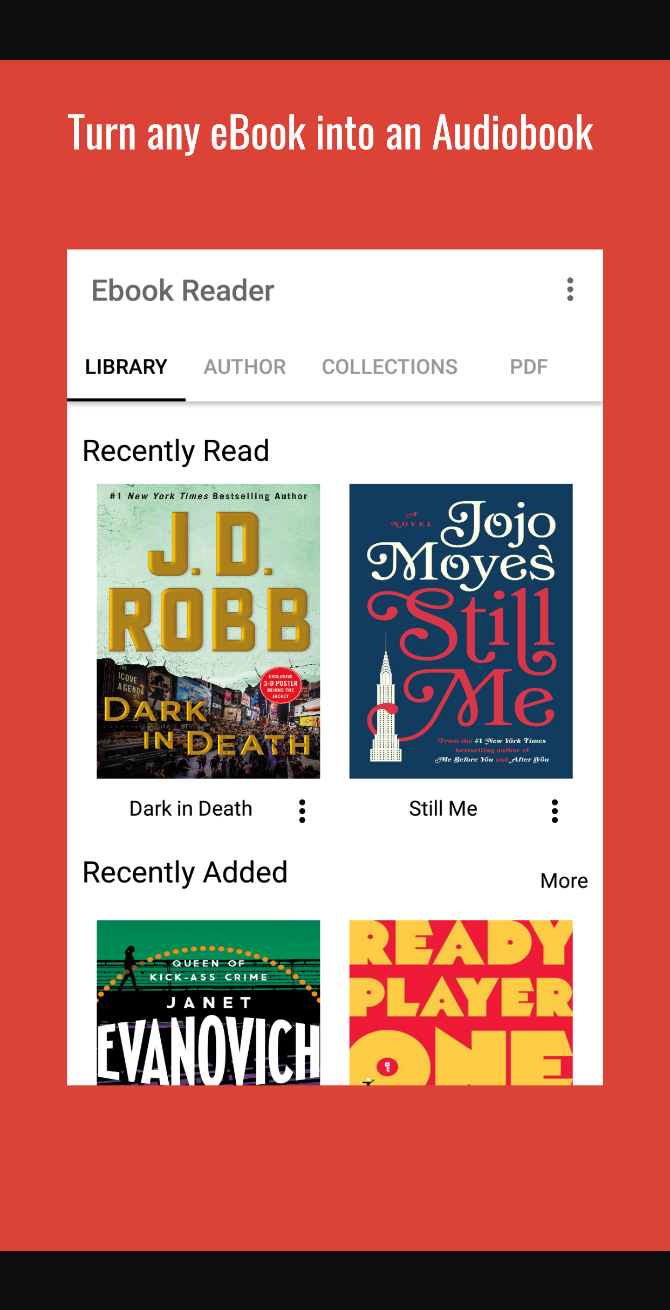 Turn any eBook into an Audiobook
Ebook Reader
LIBRARY AUTHOR COLLECTIONS PDF
Recently Read
#1 New York Times Bestselling Author
J.D.
ROBB
COVE
AGENDA
EXCLUSIVE
3-D POSTER
BEHIND THE
JACKET
DARK
IN DEATH
A
NOVEL
Jojo
Moyes
Still
Me
From the #1 New York Times
bestselling author of
Me Before You and After You
Dark in Death
Still Me
Recently Added
More
QUEEN OF
KICK-ASS CRIME
JANET
EVANOVICH
READY
PLAYER
ONE